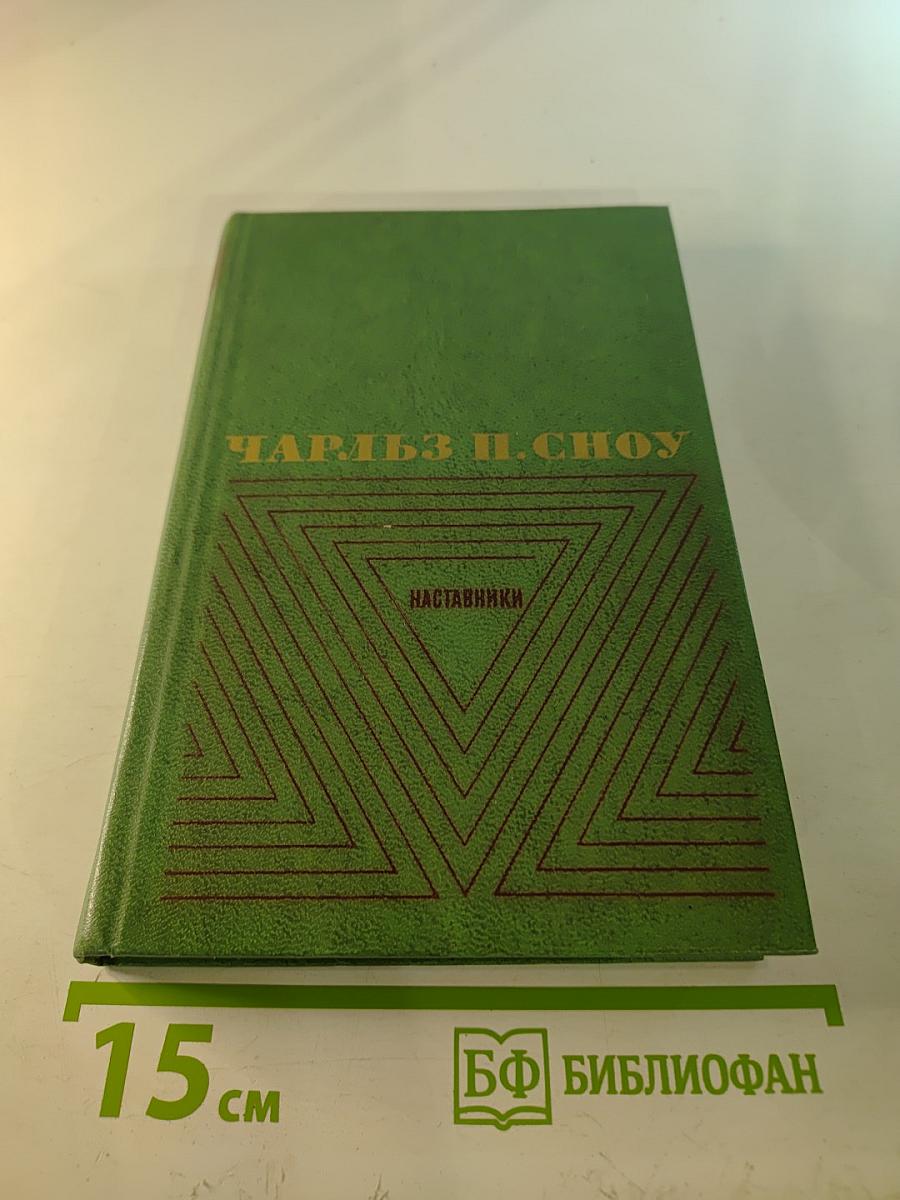 ЧАРЛЬЗ П. СНОУ
НАСТАВНИКИ
15 см
БФ БИБЛИОФАН